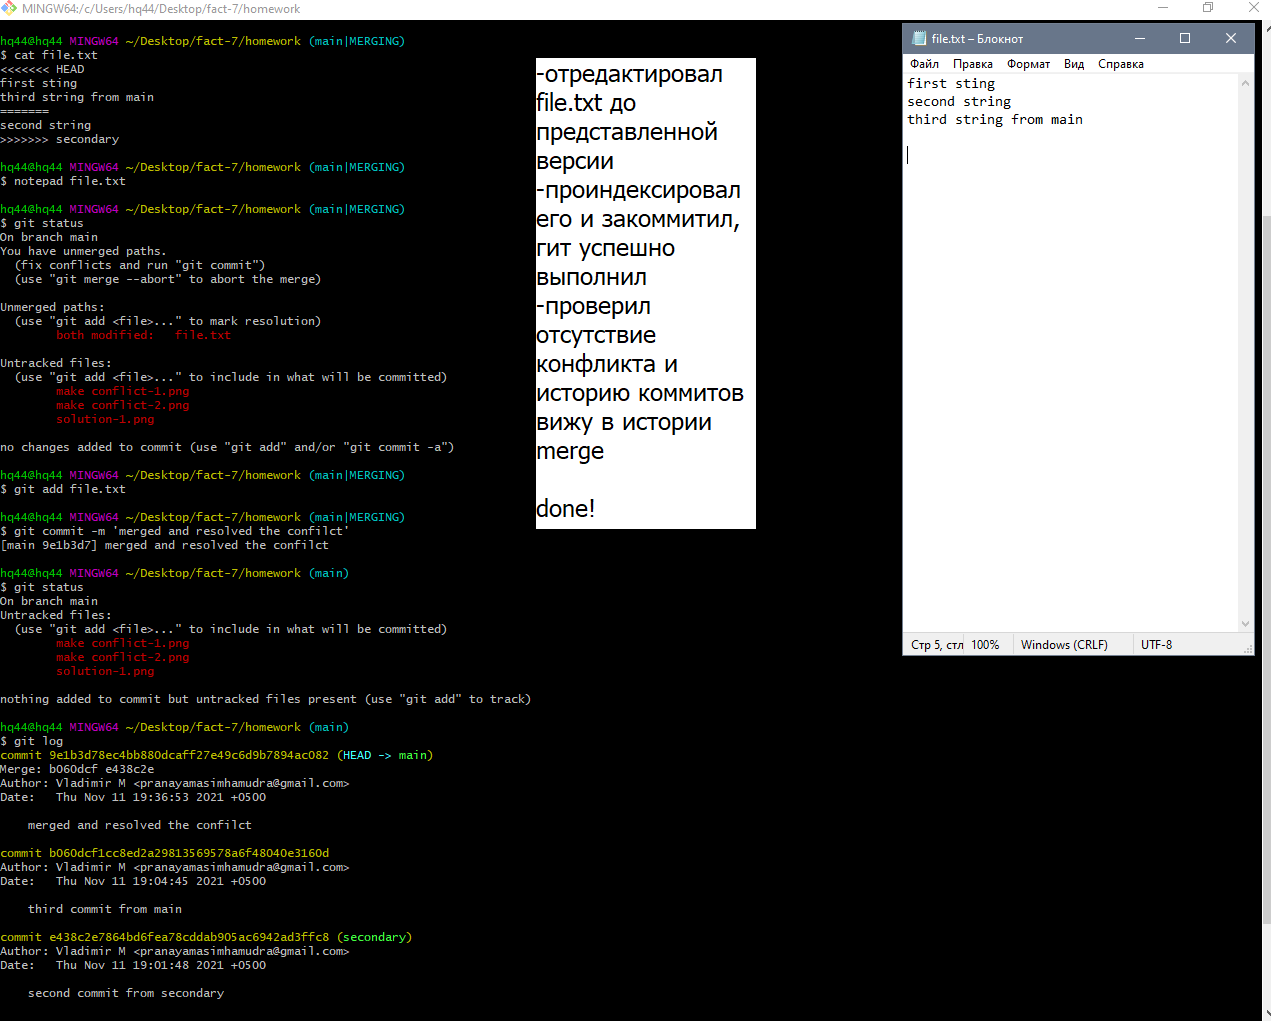 MINGW64:/c/Users/hq44/Desktop/fact-7/homework
hq44@hq44 MINGW64 ~/Desktop/fact-7/homework (main|MERGING)
$ cat file.txt
<<<<<<< HEAD
first sting
third string from main
=======
second string
>>>>>>> secondary
hq44@hq44 MINGW64 ~/Desktop/fact-7/homework (main|MERGING)
$ notepad file.txt
hq44@hq44 MINGW64 ~/Desktop/fact-7/homework (main|MERGING)
$ git status
On branch main
You have unmerged paths.
  (fix conflicts and run "git commit")
  (use "git merge --abort" to abort the merge)
Unmerged paths:
  (use "git add <file>..." to mark resolution)
        both modified:   file.txt
Untracked files:
  (use "git add <file>..." to include in what will be committed)
        make conflict-1.png
        make conflict-2.png
        solution-1.png
no changes added to commit (use "git add" and/or "git commit -a")
hq44@hq44 MINGW64 ~/Desktop/fact-7/homework (main|MERGING)
$ git add file.txt
hq44@hq44 MINGW64 ~/Desktop/fact-7/homework (main|MERGING)
$ git commit -m 'merged and resolved the confilct'
[main 9e1b3d7] merged and resolved the confilct
hq44@hq44 MINGW64 ~/Desktop/fact-7/homework (main)
$ git status
On branch main
Untracked files:
  (use "git add <file>..." to include in what will be committed)
        make conflict-1.png
        make conflict-2.png
        solution-1.png
nothing added to commit but untracked files present (use "git add" to track)
hq44@hq44 MINGW64 ~/Desktop/fact-7/homework (main)
$ git log
commit 9e1b3d78ec4bb880dcaff27e49c6d9b7894ac082 (HEAD -> main)
Merge: b060dcf e438c2e
Author: Vladimir M <pranayamasimhamudra@gmail.com>
Date:   Thu Nov 11 19:36:53 2021 +0500
    merged and resolved the confilct
commit b060dcf1cc8ed2a29813569578a6f48040e3160d
Author: Vladimir M <pranayamasimhamudra@gmail.com>
Date:   Thu Nov 11 19:04:45 2021 +0500
    third commit from main
commit e438c2e7864bd6fea78cddab905ac6942ad3ffc8 (secondary)
Author: Vladimir M <pranayamasimhamudra@gmail.com>
Date:   Thu Nov 11 19:01:48 2021 +0500
    second commit from secondary
-отредактировал
file.txt до
представленной
версии
-проиндексировал
его и закоммитил,
гит успешно
выполнил
-проверил
отсутствие
конфликта и
историю коммитов
вижу в истории
merge
done!
file.txt – Блокнот
Файл Правка Формат Вид Справка
first sting
second string
third string from main
Стр 5, стл 100% Windows (CRLF) UTF-8